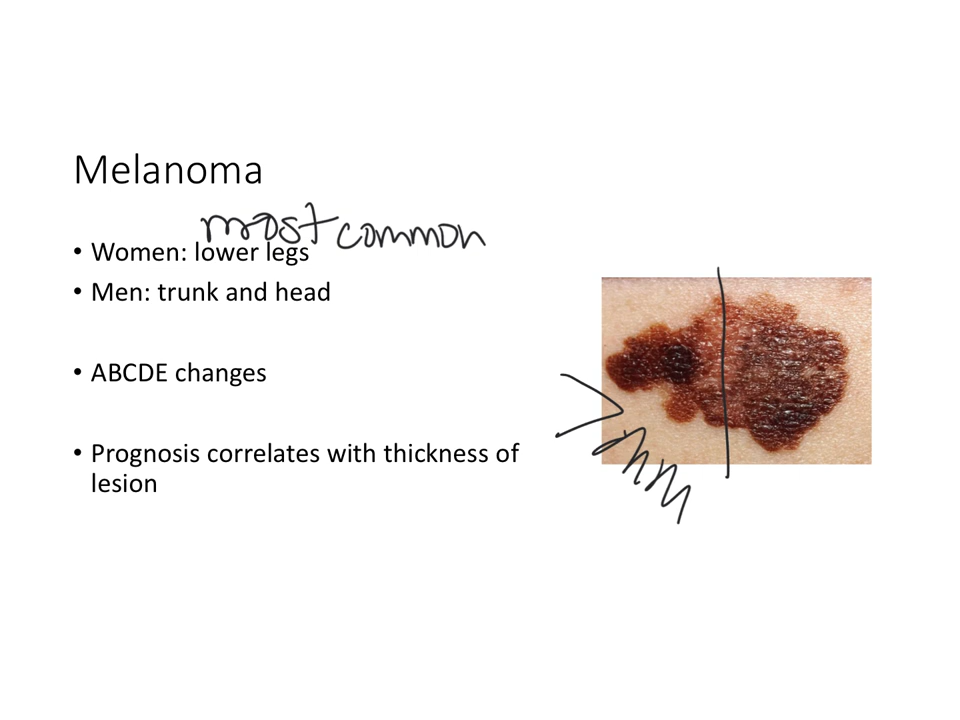 Melanoma
most common
• Women: lower legs
• Men: trunk and head
• ABCDE changes
• Prognosis correlates with thickness of
lesion